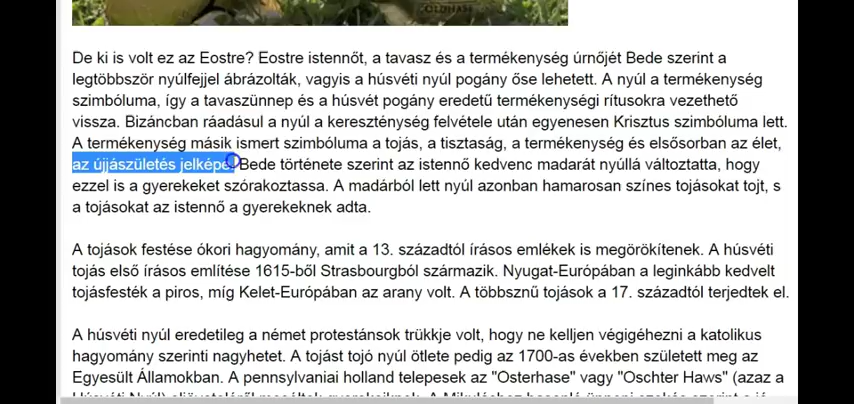 OLDHAM
De ki is volt ez az Eostre? Eostre istennőt, a tavasz és a termékenység úrnőjét Bede szerint a
legtöbbször nyúlfejjel ábrázolták, vagyis a húsvéti nyúl pogány őse lehetett. A nyúl a termékenység
szimbóluma, így a tavaszünnep és a húsvét pogány eredetű termékenységi rítusokra vezethető
vissza. Bizáncban ráadásul a nyúl a kereszténység felvétele után egyenesen Krisztus szimbóluma lett.
A termékenység másik ismert szimbóluma a tojás, a tisztaság, a termékenység és elsősorban az élet,
az újjászületés jelképe. Bede története szerint az istennő kedvenc madarát nyúllá változtatta, hogy
ezzel is a gyerekeket szórakoztassa. A madárból lett nyúl azonban hamarosan színes tojásokat tojt, s
a tojásokat az istennő a gyerekeknek adta.
A tojások festése ókori hagyomány, amit a 13. századtól írásos emlékek is megörökítenek. A húsvéti
tojás első írásos említése 1615-ből Strasbourgból származik. Nyugat-Európában a leginkább kedvelt
tojásfesték a piros, míg Kelet-Európában az arany volt. A többsznű tojások a 17. századtól terjedtek el.
A húsvéti nyúl eredetileg a német protestánsok trükkje volt, hogy ne kelljen végigéhezni a katolikus
hagyomány szerinti nagyhetet. A tojást tojó nyúl ötlete pedig az 1700-as években született meg az
Egyesült Államokban. A pennsylvaniai holland telepesek az "Osterhase" vagy "Oschter Haws" (azaz a